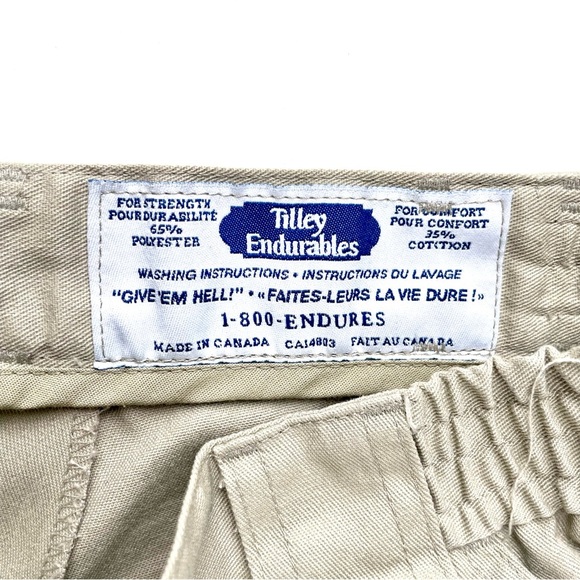 FOR STRENGTH
POUR DURABILITÉ
65%
POLYESTER
Tilley
Endurables
FOR COMFORT
POUR CONFORT
35%
COTTON
WASHING INSTRUCTIONS • INSTRUCTIONS DU LAVAGE
"GIVE 'EM HELL!" • «FAITES-LEURS LA VIE DURE!»
1-800-ENDURES
MADE IN CANADA CA14803 FAIT AU CANADA